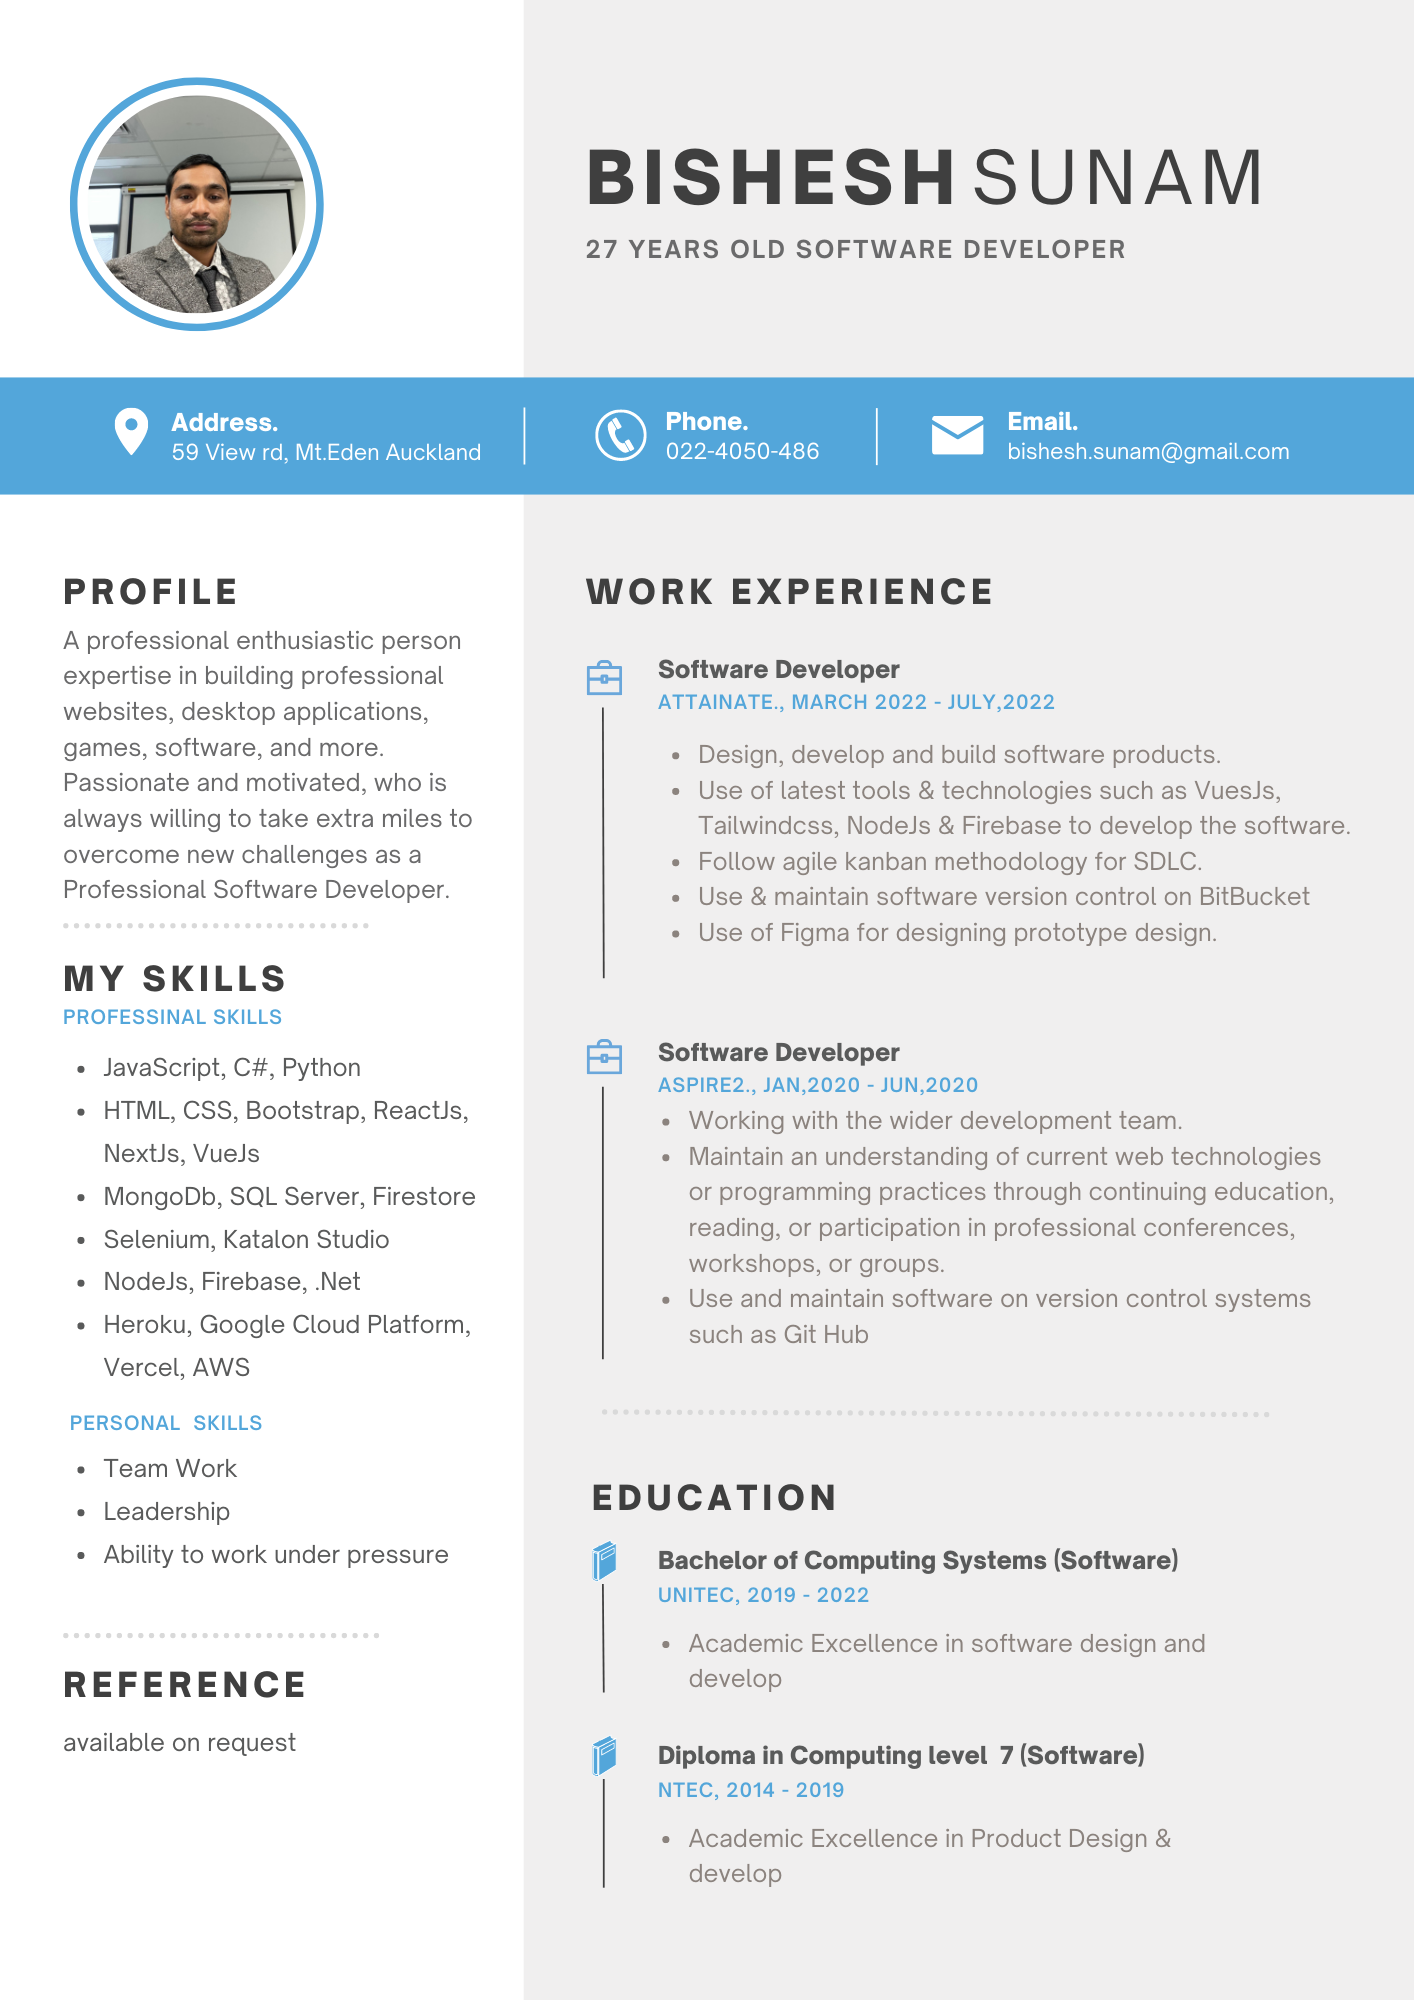 BISHESH SUNAM
27 YEARS OLD SOFTWARE DEVELOPER
Address.
59 View rd, Mt.Eden Auckland
Phone.
022-4050-486
Email.
bishesh.sunam@gmail.com
PROFILE
A professional enthusiastic person
expertise in building professional
websites, desktop applications,
games, software, and more.
Passionate and motivated, who is
always willing to take extra miles to
overcome new challenges as a
Professional Software Developer.
MY SKILLS
PROFESSINAL SKILLS
• JavaScript, C#, Python
• HTML, CSS, Bootstrap, ReactJs,
NextJs, VueJs
• MongoDb, SQL Server, Firestore
• Selenium, Katalon Studio
• NodeJs, Firebase, .Net
• Heroku, Google Cloud Platform,
Vercel, AWS
PERSONAL  SKILLS
• Team Work
• Leadership
• Ability to work under pressure
REFERENCE
available on request
WORK EXPERIENCE
Software Developer
ATTAINATE., MARCH 2022 - JULY,2022
• Design, develop and build software products.
• Use of latest tools & technologies such as VuesJs,
Tailwindcss, NodeJs & Firebase to develop the software.
• Follow agile kanban methodology for SDLC.
• Use & maintain software version control on BitBucket
• Use of Figma for designing prototype design.
Software Developer
ASPIRE2., JAN,2020 - JUN,2020
• Working with the wider development team.
• Maintain an understanding of current web technologies
or programming practices through continuing education,
reading, or participation in professional conferences,
workshops, or groups.
• Use and maintain software on version control systems
such as Git Hub
EDUCATION
Bachelor of Computing Systems (Software)
UNITEC, 2019 - 2022
• Academic Excellence in software design and
develop
Diploma in Computing level  7 (Software)
NTEC, 2014 - 2019
• Academic Excellence in Product Design &
develop